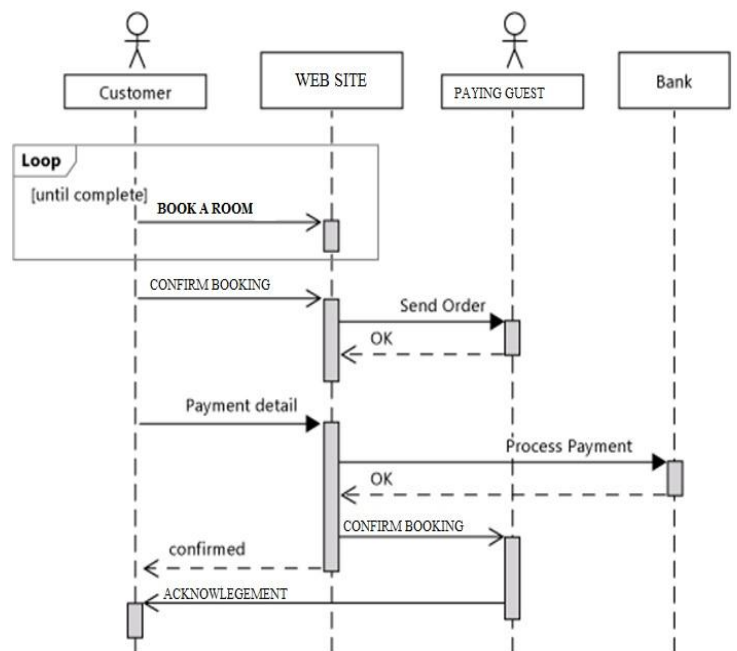 Customer
WEB SITE
PAYING GUEST
Bank
Loop
[until complete]
BOOK A ROOM
CONFIRM BOOKING
Send Order
OK
Payment detail
Process Payment
OK
CONFIRM BOOKING
confirmed
ACKNOWLEGEMENT